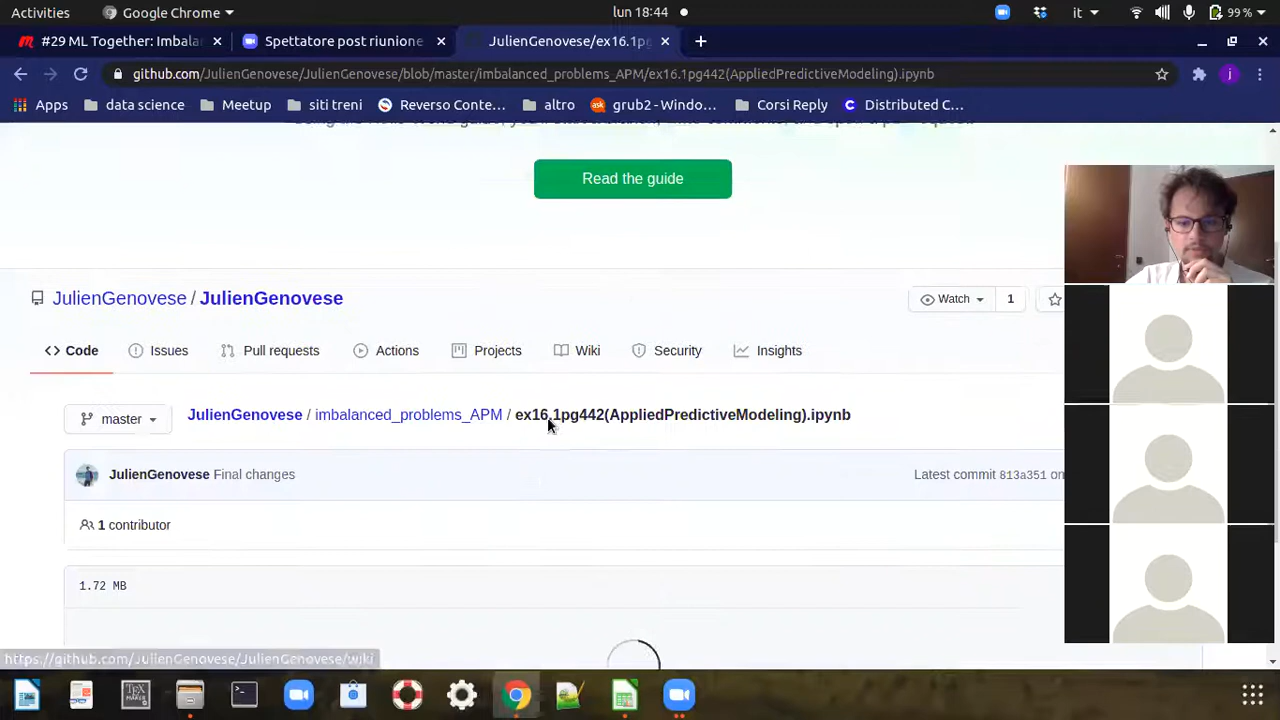 Activities Google Chrome lun 18:44 it 99 %
#29 ML Together: Imbala Spettatore post riunione JulienGenovese/ex16.1pg
github.com/JulienGenovese/JulienGenovese/blob/master/imbalanced_problems_APM/ex16.1pg442(AppliedPredictiveModeling).ipynb j
Apps data science Meetup siti treni Reverso Conte… altro grub2 - Windo… Corsi Reply Distributed C…
Read the guide
JulienGenovese / JulienGenovese Watch 1
Code Issues Pull requests Actions Projects Wiki Security Insights
master JulienGenovese / imbalanced_problems_APM / ex16.1pg442(AppliedPredictiveModeling).ipynb
JulienGenovese Final changes Latest commit 813a351 on
1 contributor
1.72 MB
https://github.com/JulienGenovese/JulienGenovese/wiki